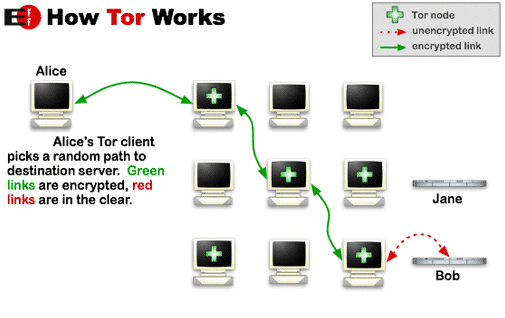 EFF How Tor Works
Tor node
unencrypted link
encrypted link
Alice
Alice's Tor client
picks a random path to
destination server. Green
links are encrypted, red
links are in the clear.
Jane
Bob